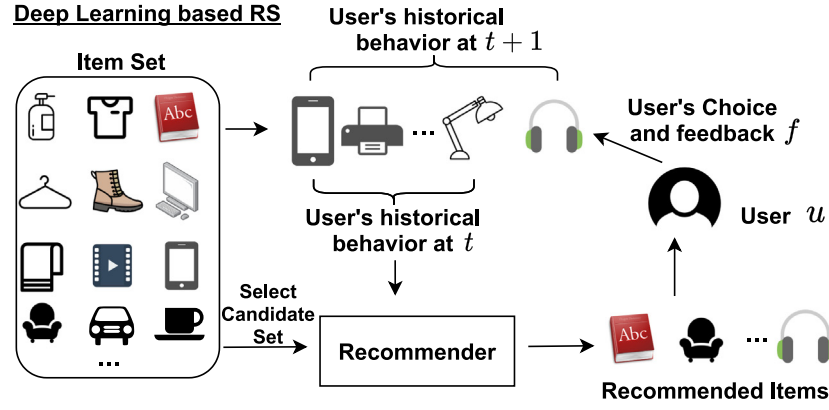 Deep Learning based RS
Item Set
Abc
...
User's historical
behavior at t + 1
...
User's historical
behavior at t
User's Choice
and feedback f
User u
Select
Candidate
Set
Recommender
Abc
...
Recommended Items